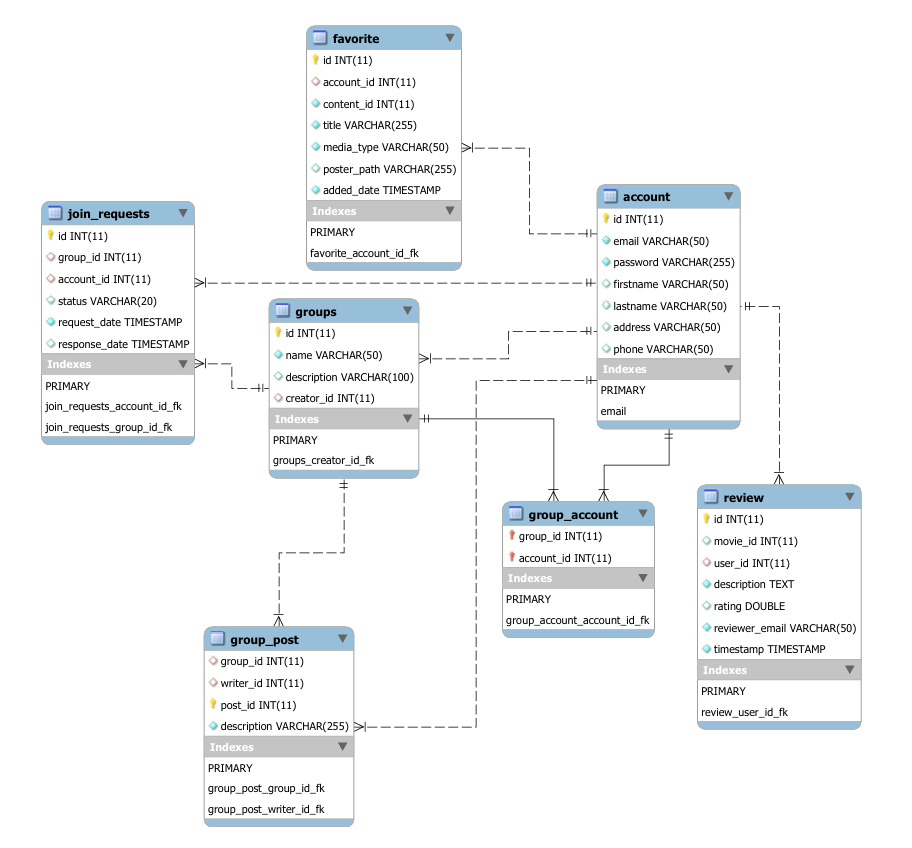 favorite
id INT(11)
account_id INT(11)
content_id INT(11)
title VARCHAR(255)
media_type VARCHAR(50)
poster_path VARCHAR(255)
added_date TIMESTAMP
Indexes
PRIMARY
favorite_account_id_fk
account
id INT(11)
email VARCHAR(50)
password VARCHAR(255)
firstname VARCHAR(50)
lastname VARCHAR(50)
address VARCHAR(50)
phone VARCHAR(50)
Indexes
PRIMARY
email
join_requests
id INT(11)
group_id INT(11)
account_id INT(11)
status VARCHAR(20)
request_date TIMESTAMP
response_date TIMESTAMP
Indexes
PRIMARY
join_requests_account_id_fk
join_requests_group_id_fk
groups
id INT(11)
name VARCHAR(50)
description VARCHAR(100)
creator_id INT(11)
Indexes
PRIMARY
groups_creator_id_fk
group_account
group_id INT(11)
account_id INT(11)
Indexes
PRIMARY
group_account_account_id_fk
review
id INT(11)
movie_id INT(11)
user_id INT(11)
description TEXT
rating DOUBLE
reviewer_email VARCHAR(50)
timestamp TIMESTAMP
Indexes
PRIMARY
review_user_id_fk
group_post
group_id INT(11)
writer_id INT(11)
post_id INT(11)
description VARCHAR(255)
Indexes
PRIMARY
group_post_group_id_fk
group_post_writer_id_fk